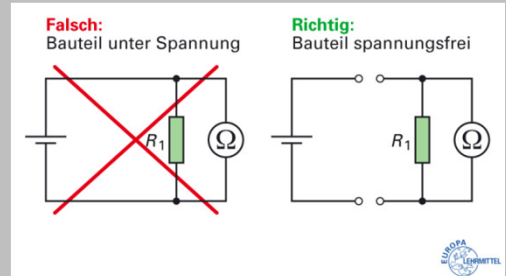 Falsch:
Bauteil unter Spannung
Richtig:
Bauteil spannungsfrei
R1
Ω
R1
Ω
EUROPA
LEHRMITTEL